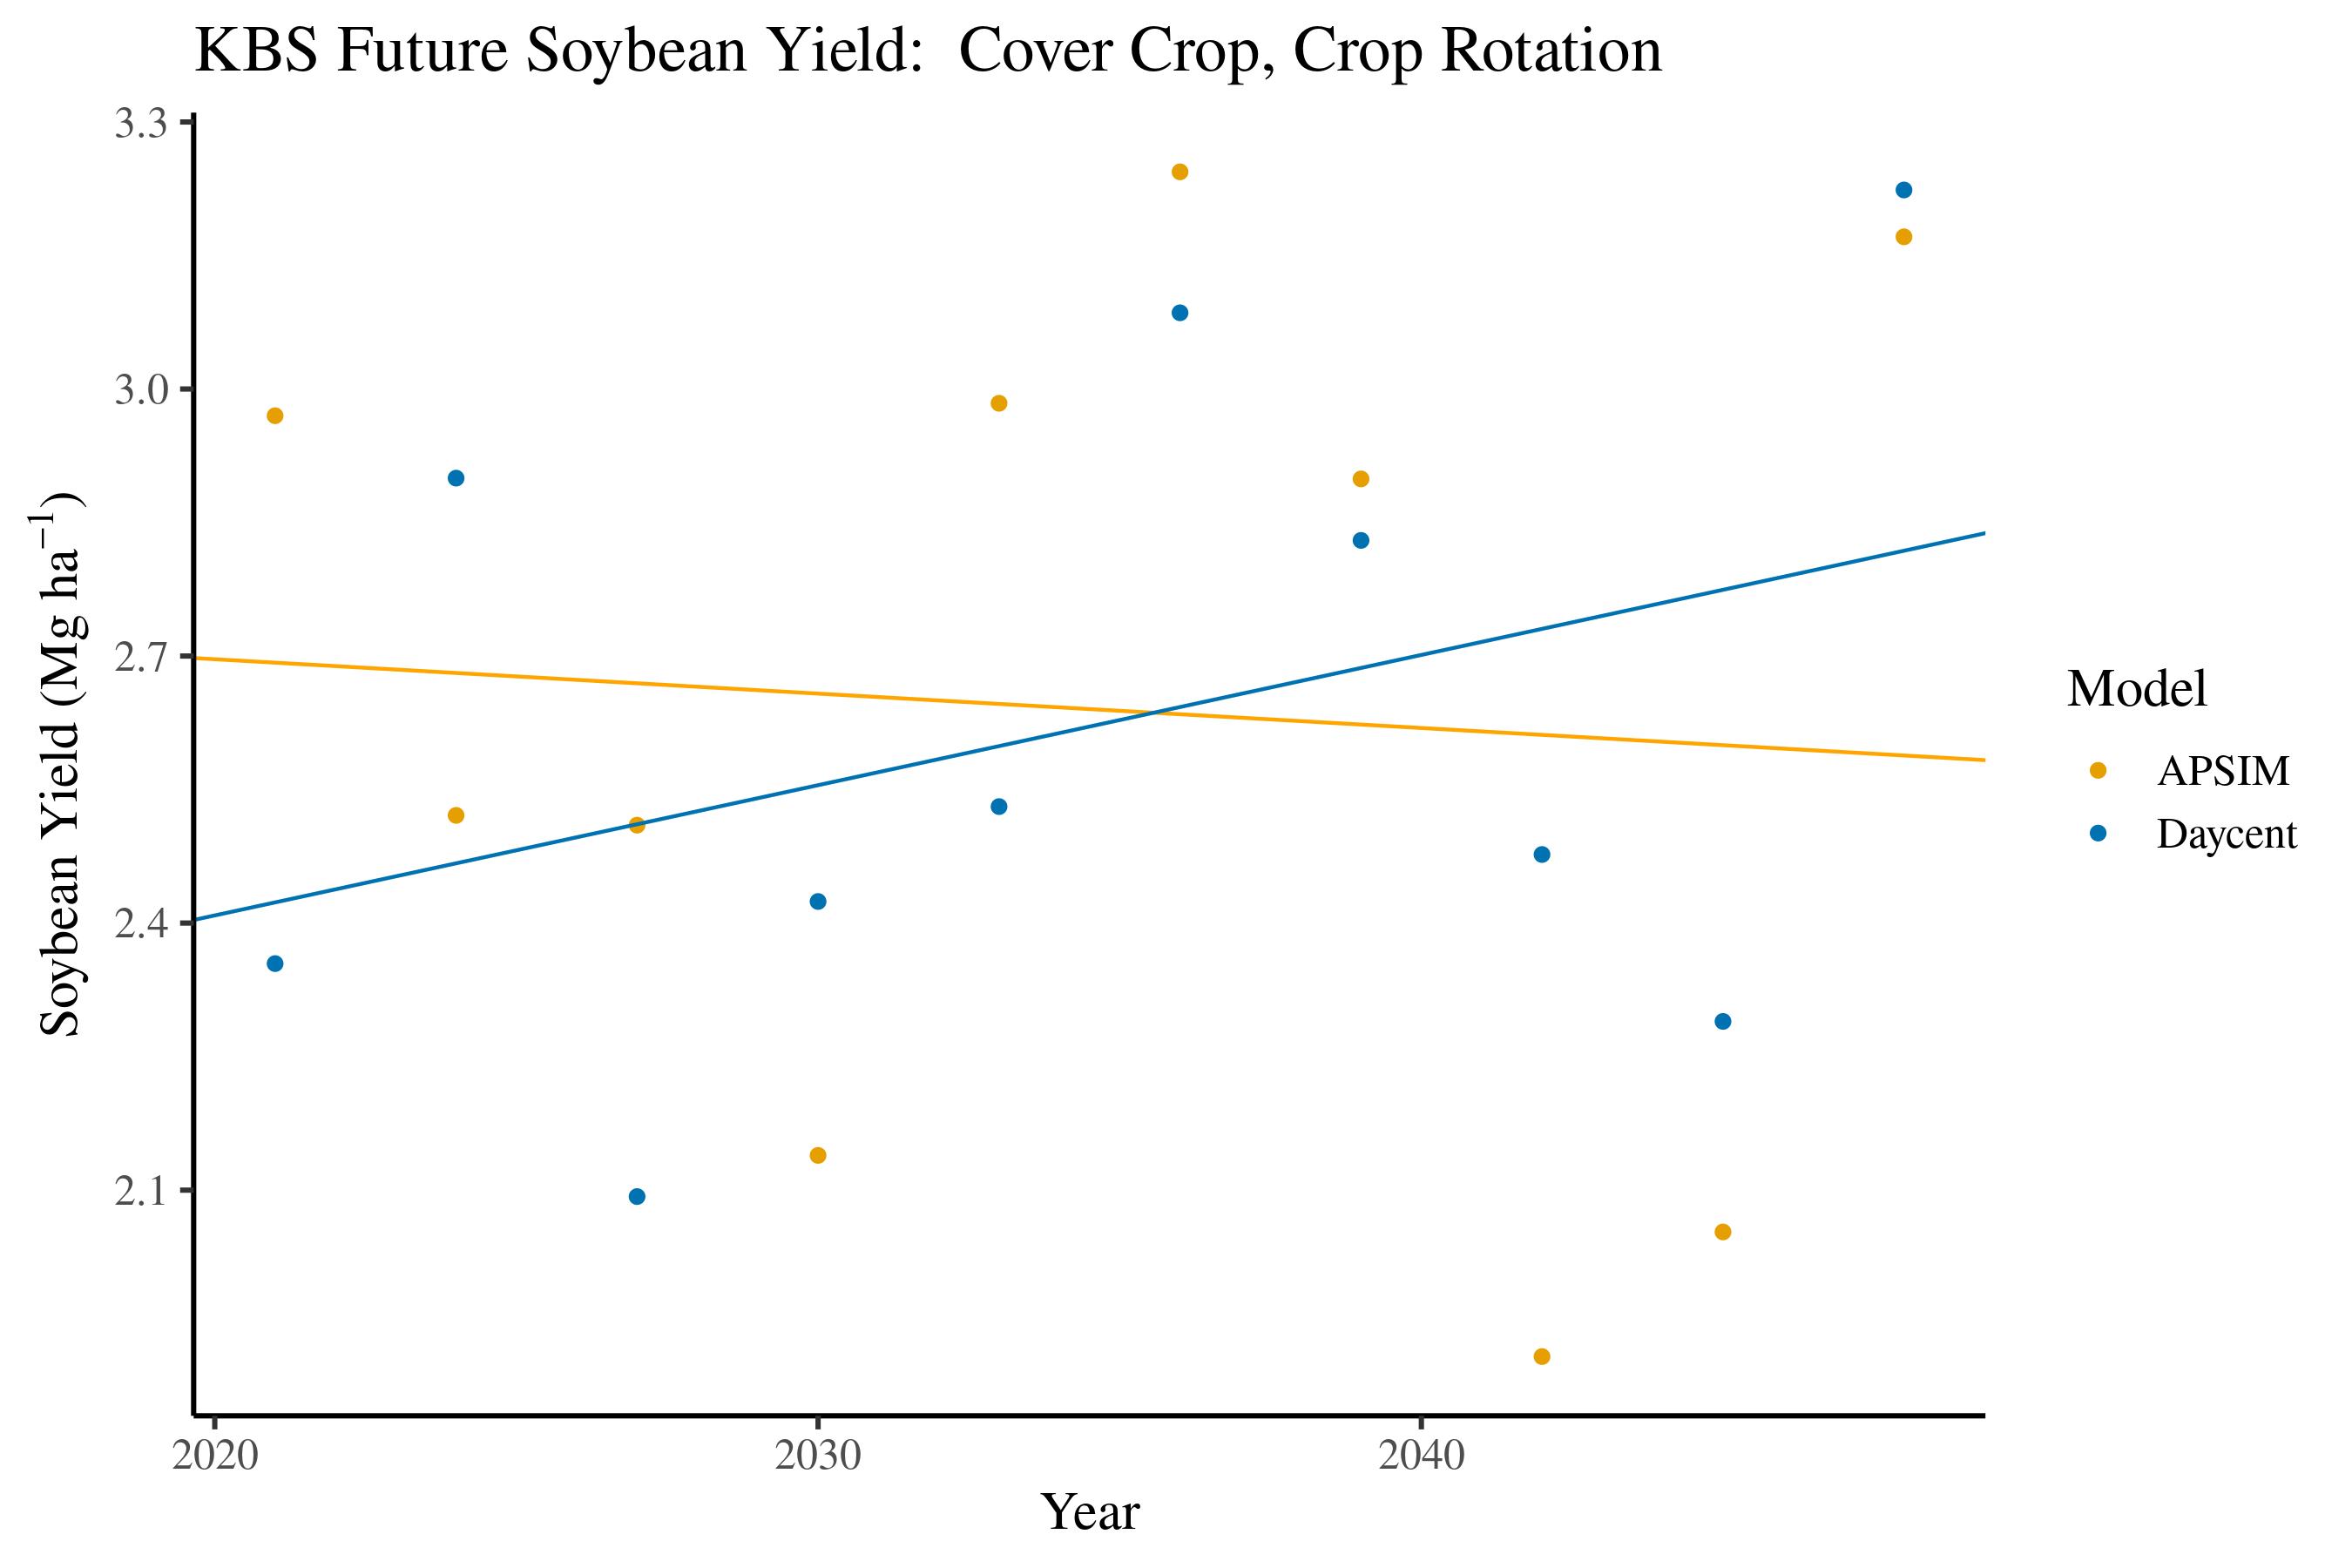 KBS Future Soybean Yield:  Cover Crop, Crop Rotation
Soybean Yield (Mg ha⁻¹)
3.3
3.0
2.7
2.4
2.1
2020
2030
2040
Year
Model
APSIM
Daycent